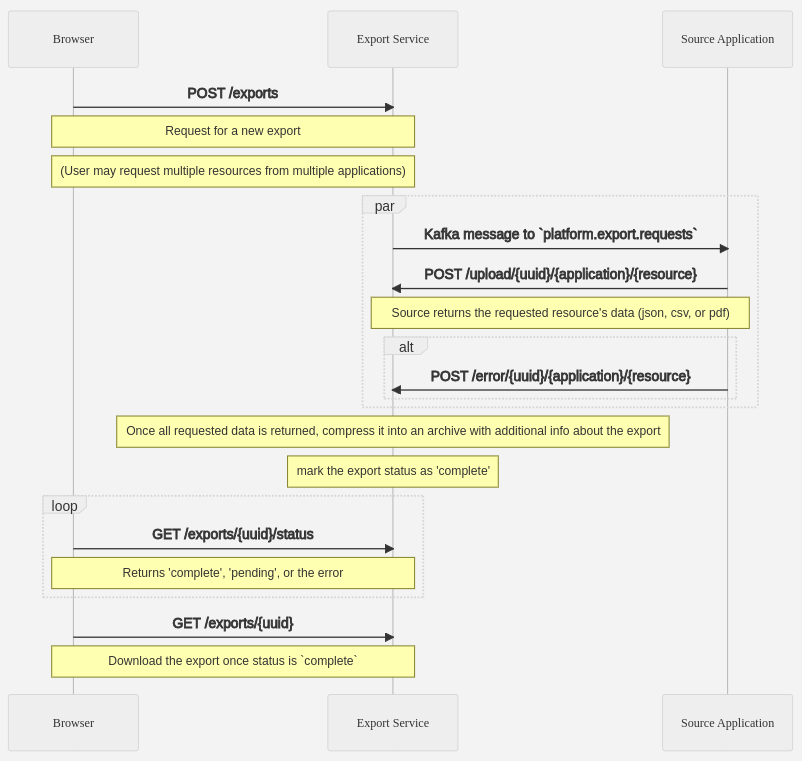 Browser
Export Service
Source Application
POST /exports
Request for a new export
(User may request multiple resources from multiple applications)
par
Kafka message to `platform.export.requests`
POST /upload/{uuid}/{application}/{resource}
Source returns the requested resource's data (json, csv, or pdf)
alt
POST /error/{uuid}/{application}/{resource}
Once all requested data is returned, compress it into an archive with additional info about the export
mark the export status as 'complete'
loop
GET /exports/{uuid}/status
Returns 'complete', 'pending', or the error
GET /exports/{uuid}
Download the export once status is `complete`
Browser
Export Service
Source Application